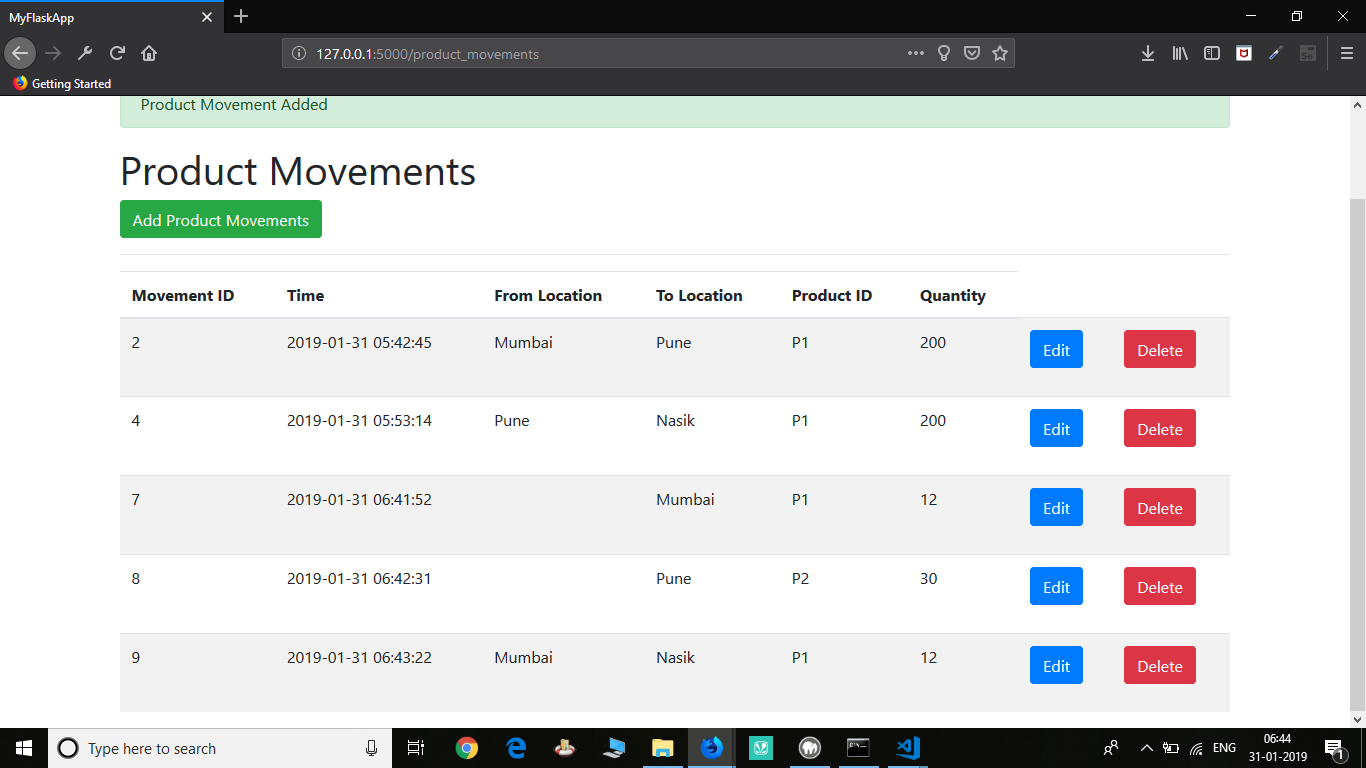 MyFlaskApp
127.0.0.1:5000/product_movements
Getting Started
Product Movement Added
Product Movements
Add Product Movements
Movement ID Time From Location To Location Product ID Quantity
2 2019-01-31 05:42:45 Mumbai Pune P1 200 Edit Delete
4 2019-01-31 05:53:14 Pune Nasik P1 200 Edit Delete
7 2019-01-31 06:41:52 Mumbai P1 12 Edit Delete
8 2019-01-31 06:42:31 Pune P2 30 Edit Delete
9 2019-01-31 06:43:22 Mumbai Nasik P1 12 Edit Delete
Type here to search
ENG
06:44
31-01-2019
1